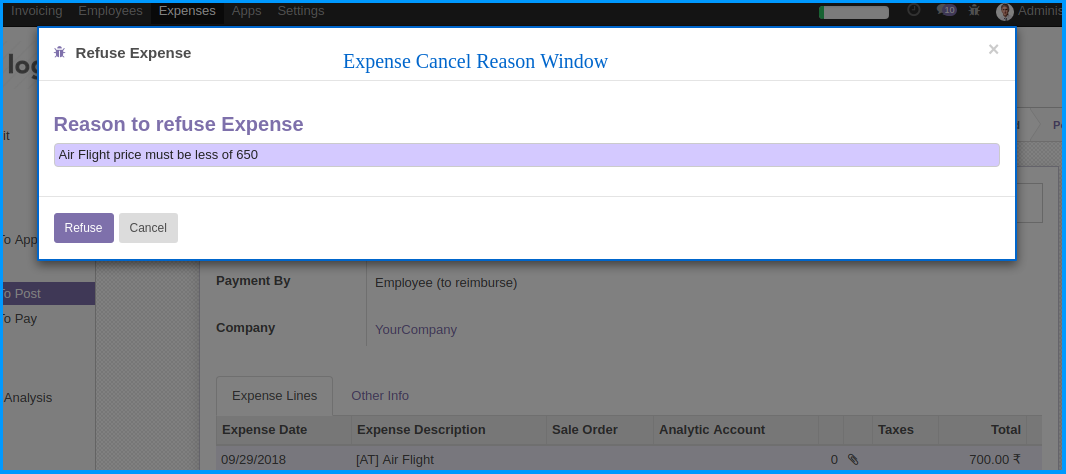 Invoicing Employees Expenses Apps Settings 10 Adminis
Refuse Expense
Expense Cancel Reason Window
×
log
Reason to refuse Expense
it
Air Flight price must be less of 650
Refuse Cancel
To App
Payment By Employee (to reimburse)
To Post
To Pay
Company YourCompany
Analysis
Expense Lines Other Info
Expense Date Expense Description Sale Order Analytic Account Taxes Total
09/29/2018 [AT] Air Flight 0 700.00 ₹